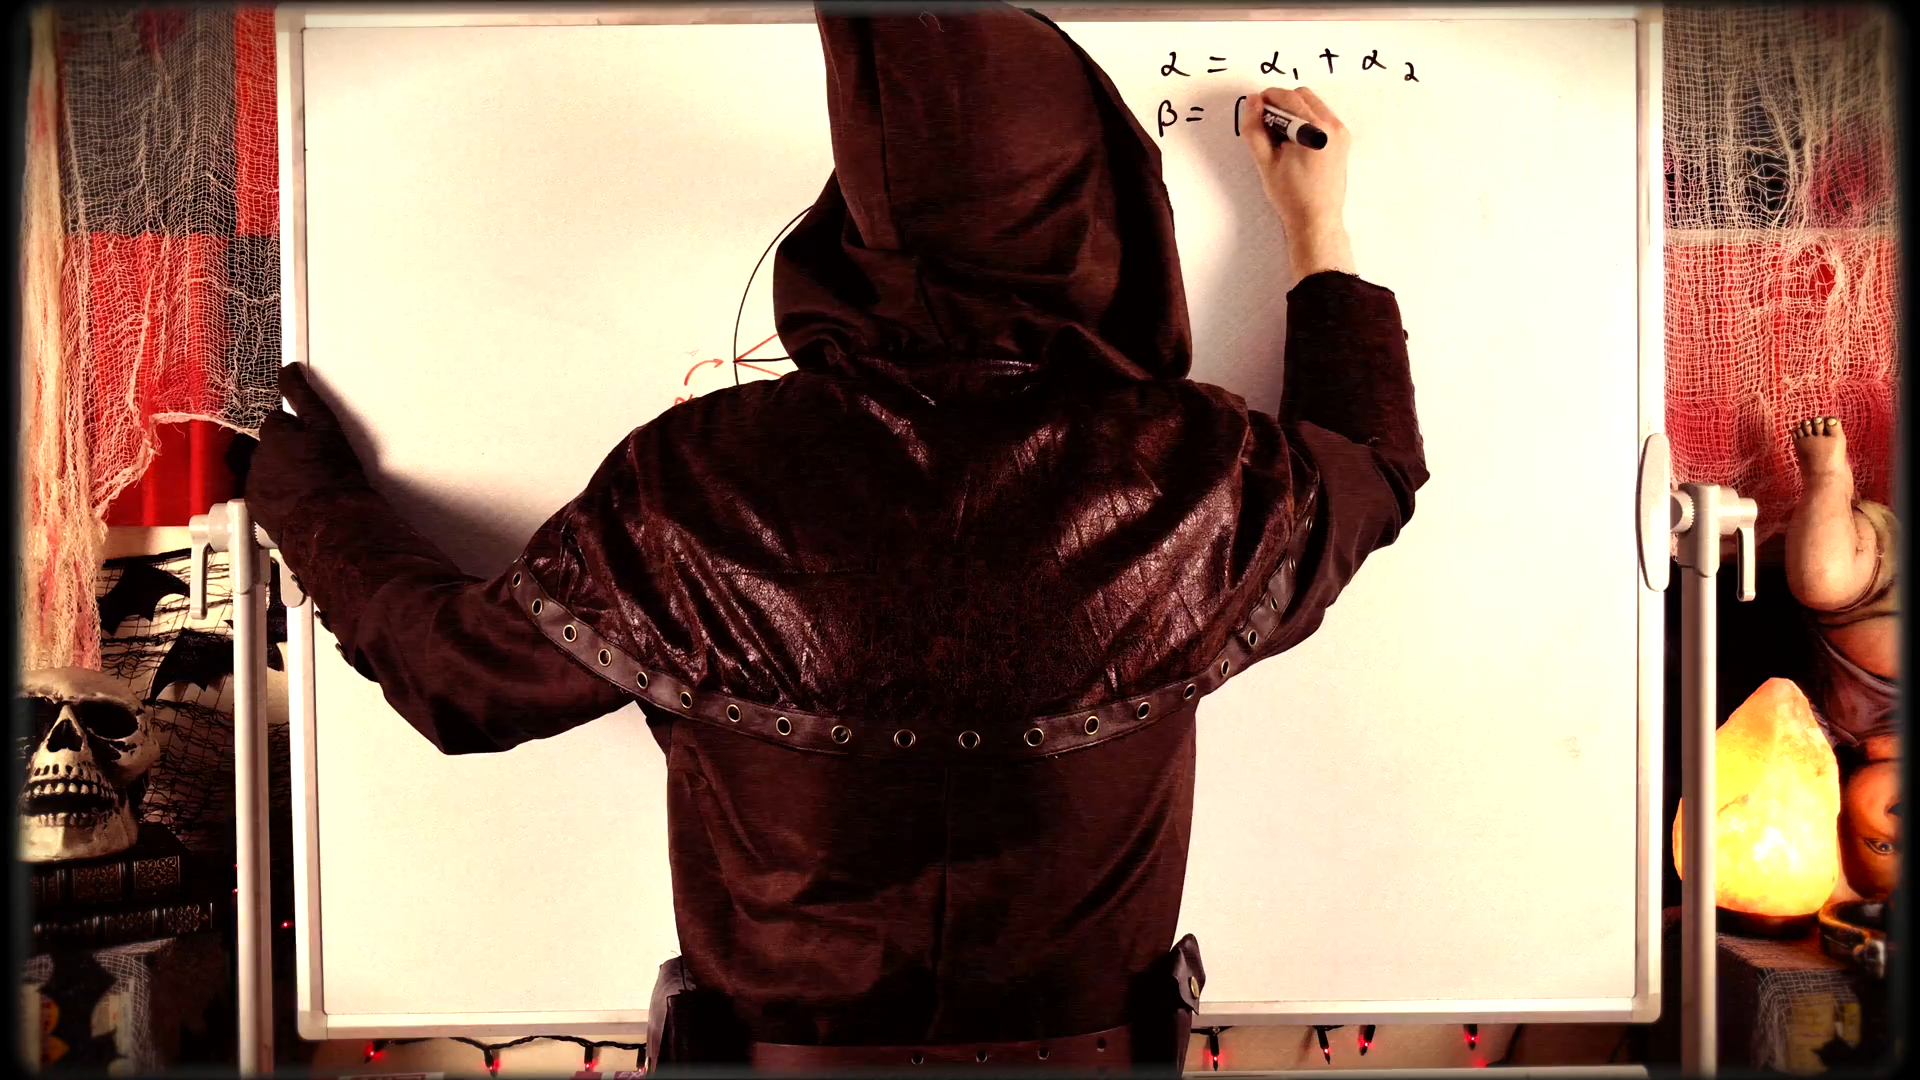 α = α₁ + α₂
β =